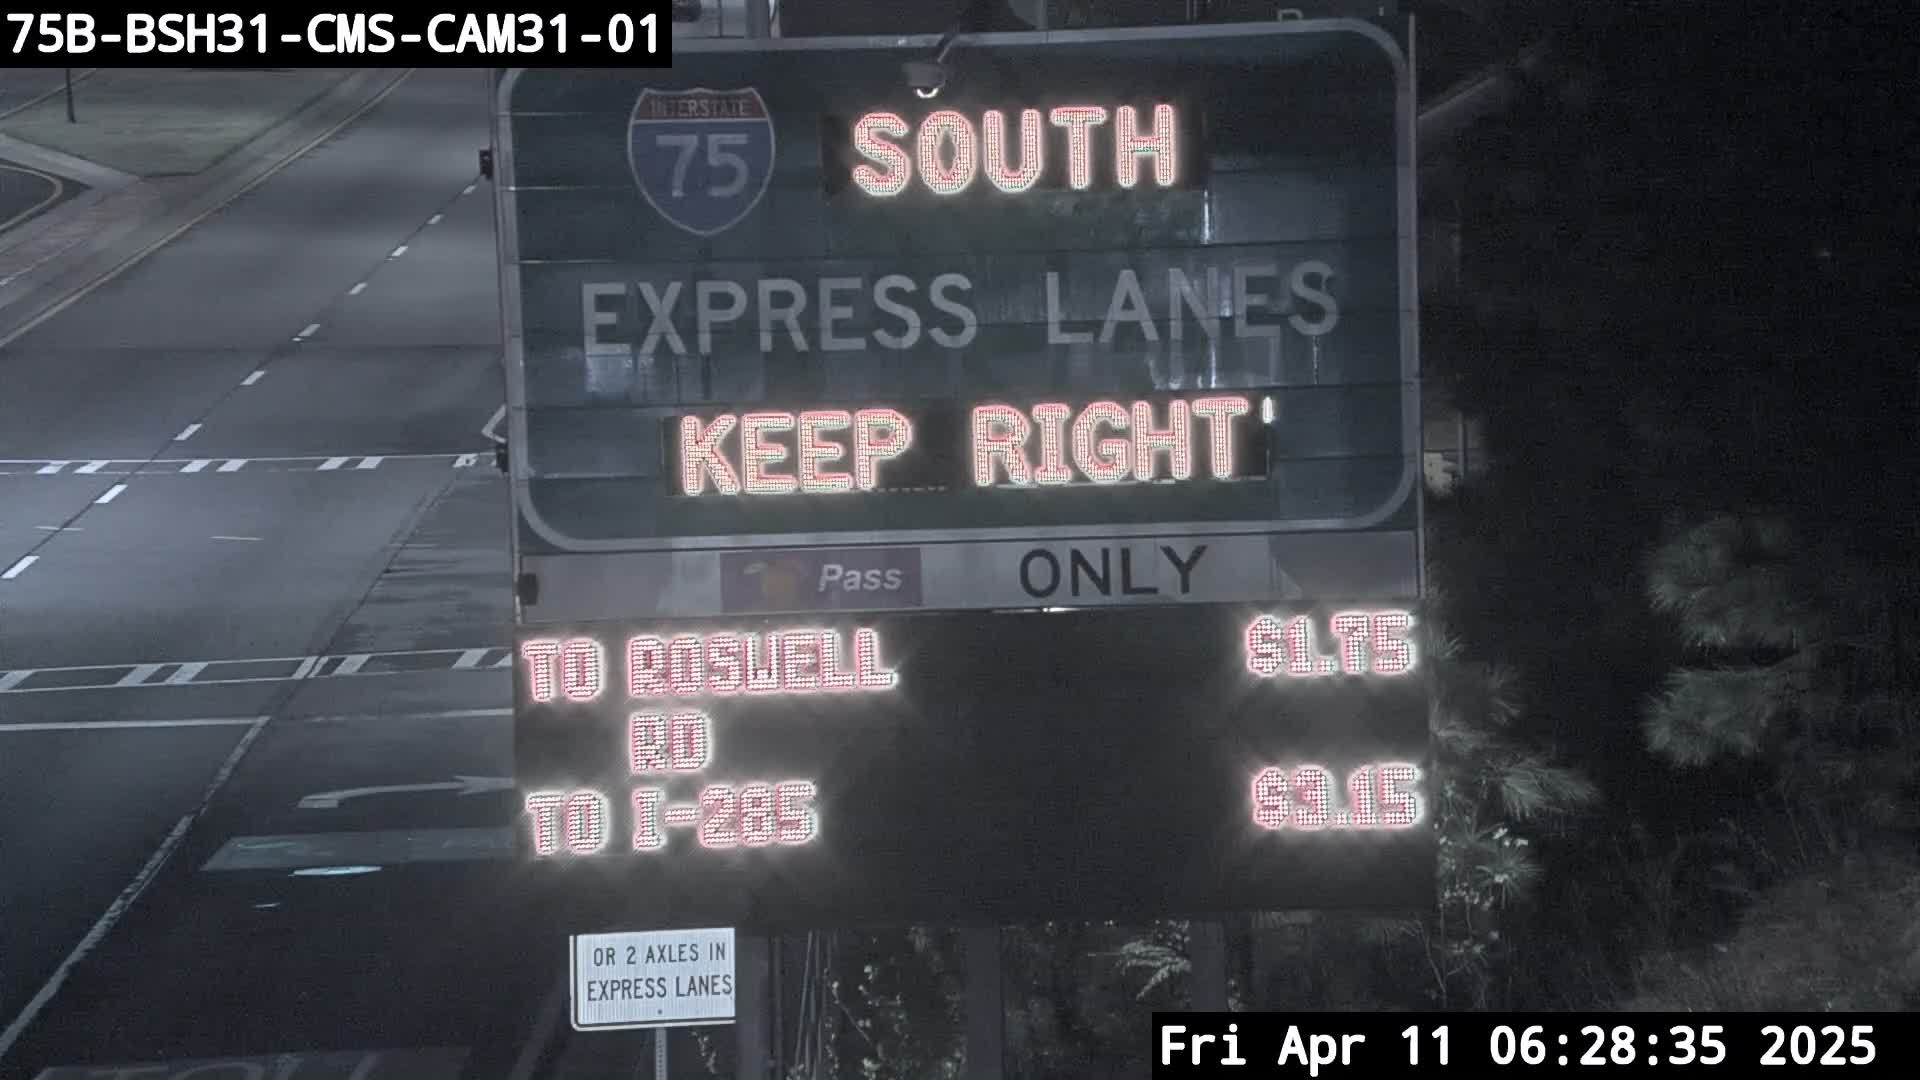 75B-BSH31-CMS-CAM31-01
INTERSTATE
75
SOUTH
EXPRESS LANES
KEEP RIGHT
Pass ONLY
TO ROSWELL $1.75
RD
TO I-285 $3.15
OR 2 AXLES IN
EXPRESS LANES
Fri Apr 11 06:28:35 2025